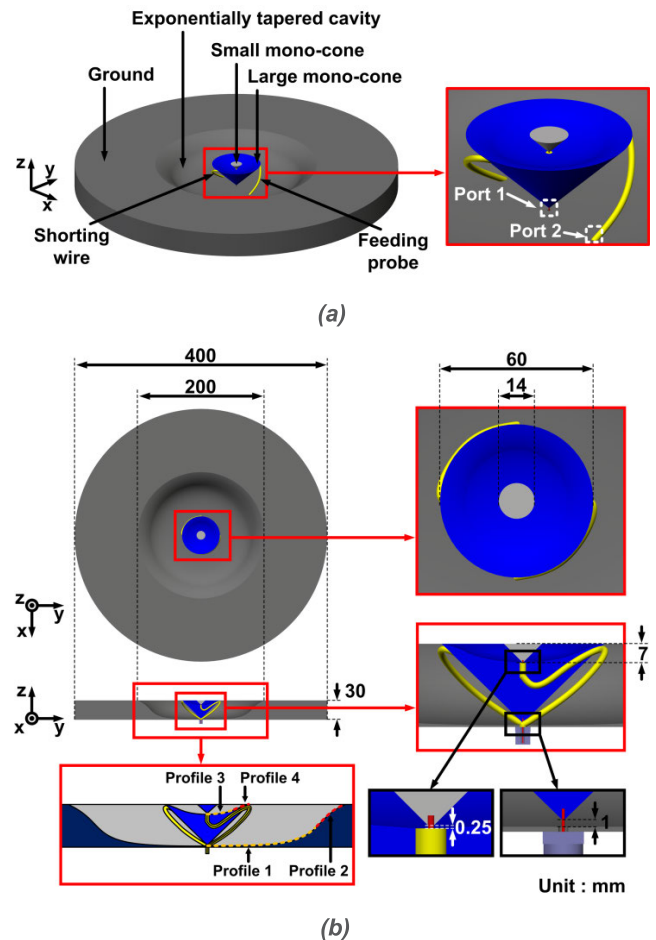 Exponentially tapered cavity
Small mono-cone
Large mono-cone
Ground
z
y
x
Shorting
wire
Feeding
probe
Port 1
Port 2
(a)
400
200
60
14
z
y
x
z
x
y
30
7
Profile 3
Profile 4
Profile 1
Profile 2
0.25
1
Unit : mm
(b)